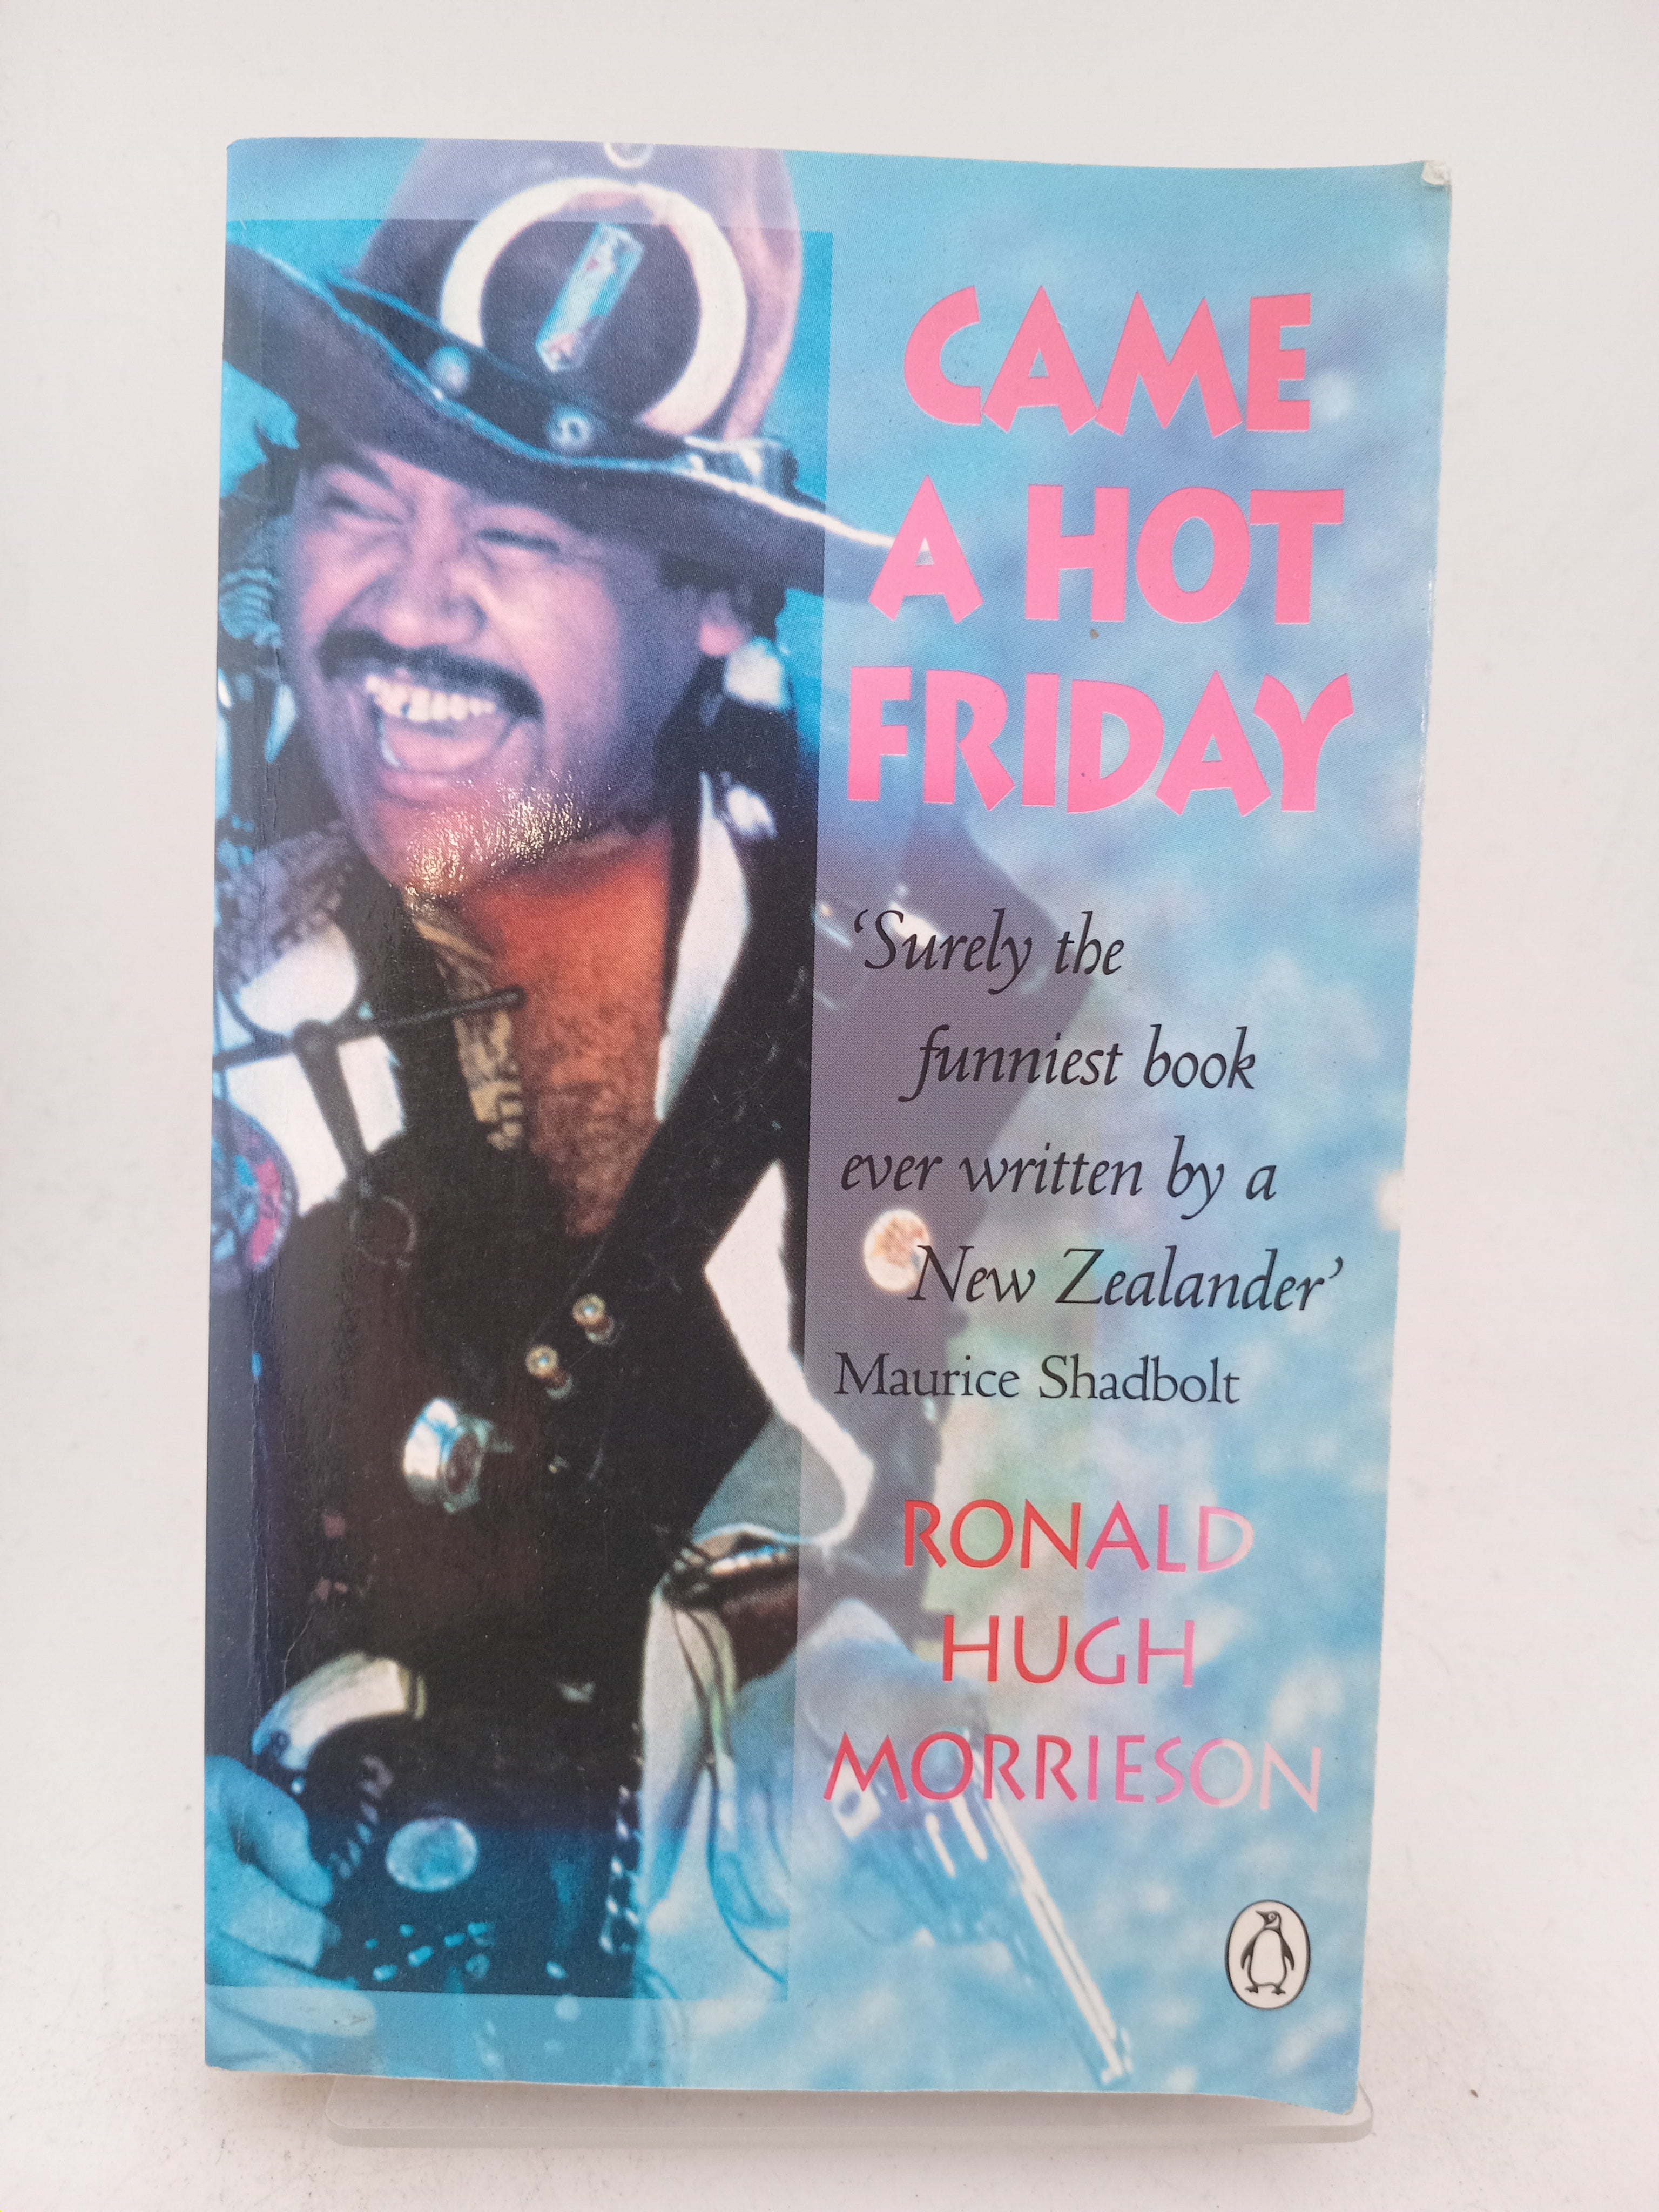 CAME
A HOT
FRIDAY
‘Surely the
funniest book
ever written by a
New Zealander’
Maurice Shadbolt
RONALD
HUGH
MORRIESON